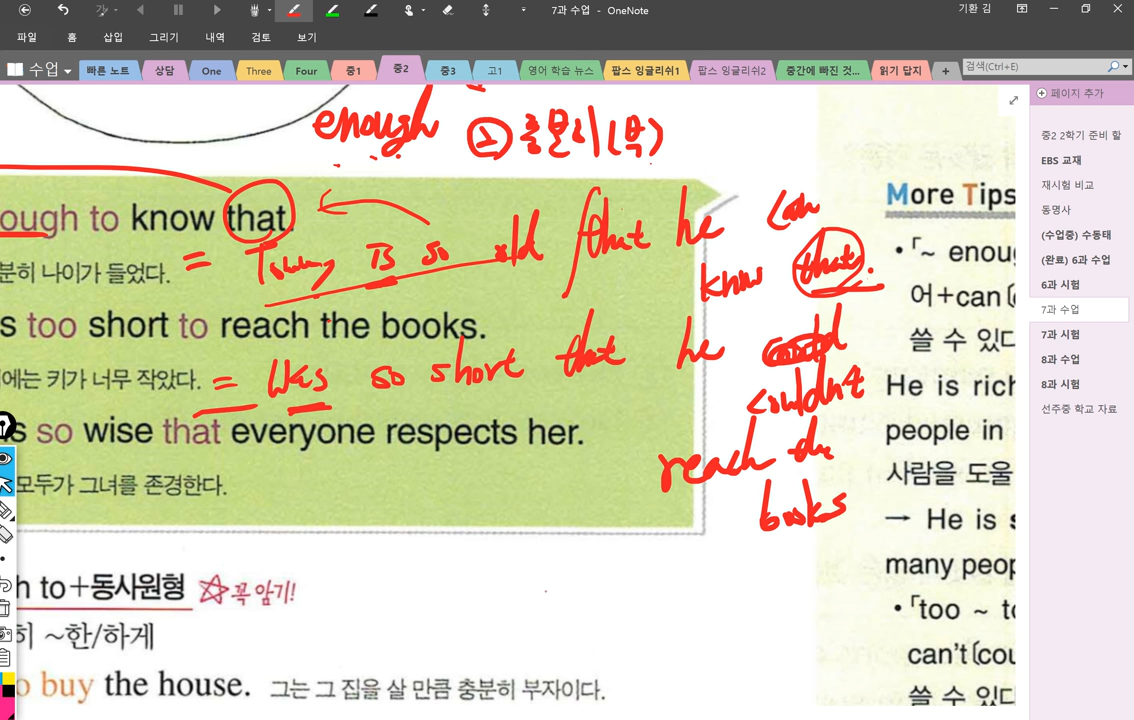 7과 수업 - OneNote
기환 김
파일 홈 삽입 그리기 내역 검토 보기
수업 빠른 노트 상담 One Three Four 중1 중2 중3 고1 영어 학습 뉴스 팝스 잉글리쉬1 팝스 잉글리쉬2 중간에 빠진 것... 읽기 답지 + 검색(Ctrl+E)
페이지 추가
중2 2학기 준비 할
EBS 교재
재시험 비교
동명사
(수업중) 수동태
(완료) 6과 수업
6과 시험
7과 수업
7과 시험
8과 수업
8과 시험
선주중 학교 자료
enough ② 충분히(부)
ough to know that.
= is so old that he can
know that.
분히 나이가 들었다.
s too short to reach the books.
에는 키가 너무 작았다.
= was so short that he
couldn't
reach the
books
s so wise that everyone respects her.
모두가 그녀를 존경한다.
h to+동사원형 ☆꼭 암기!
히 ~한/하게
o buy the house. 그는 그 집을 살 만큼 충분히 부자이다.
More Tips
•「~ enou
어+can(
쓸 수 있다
He is rich
people in
사람을 도울
→ He is s
many peop
•「too ~ to
can't(cou
쓸 수 있다